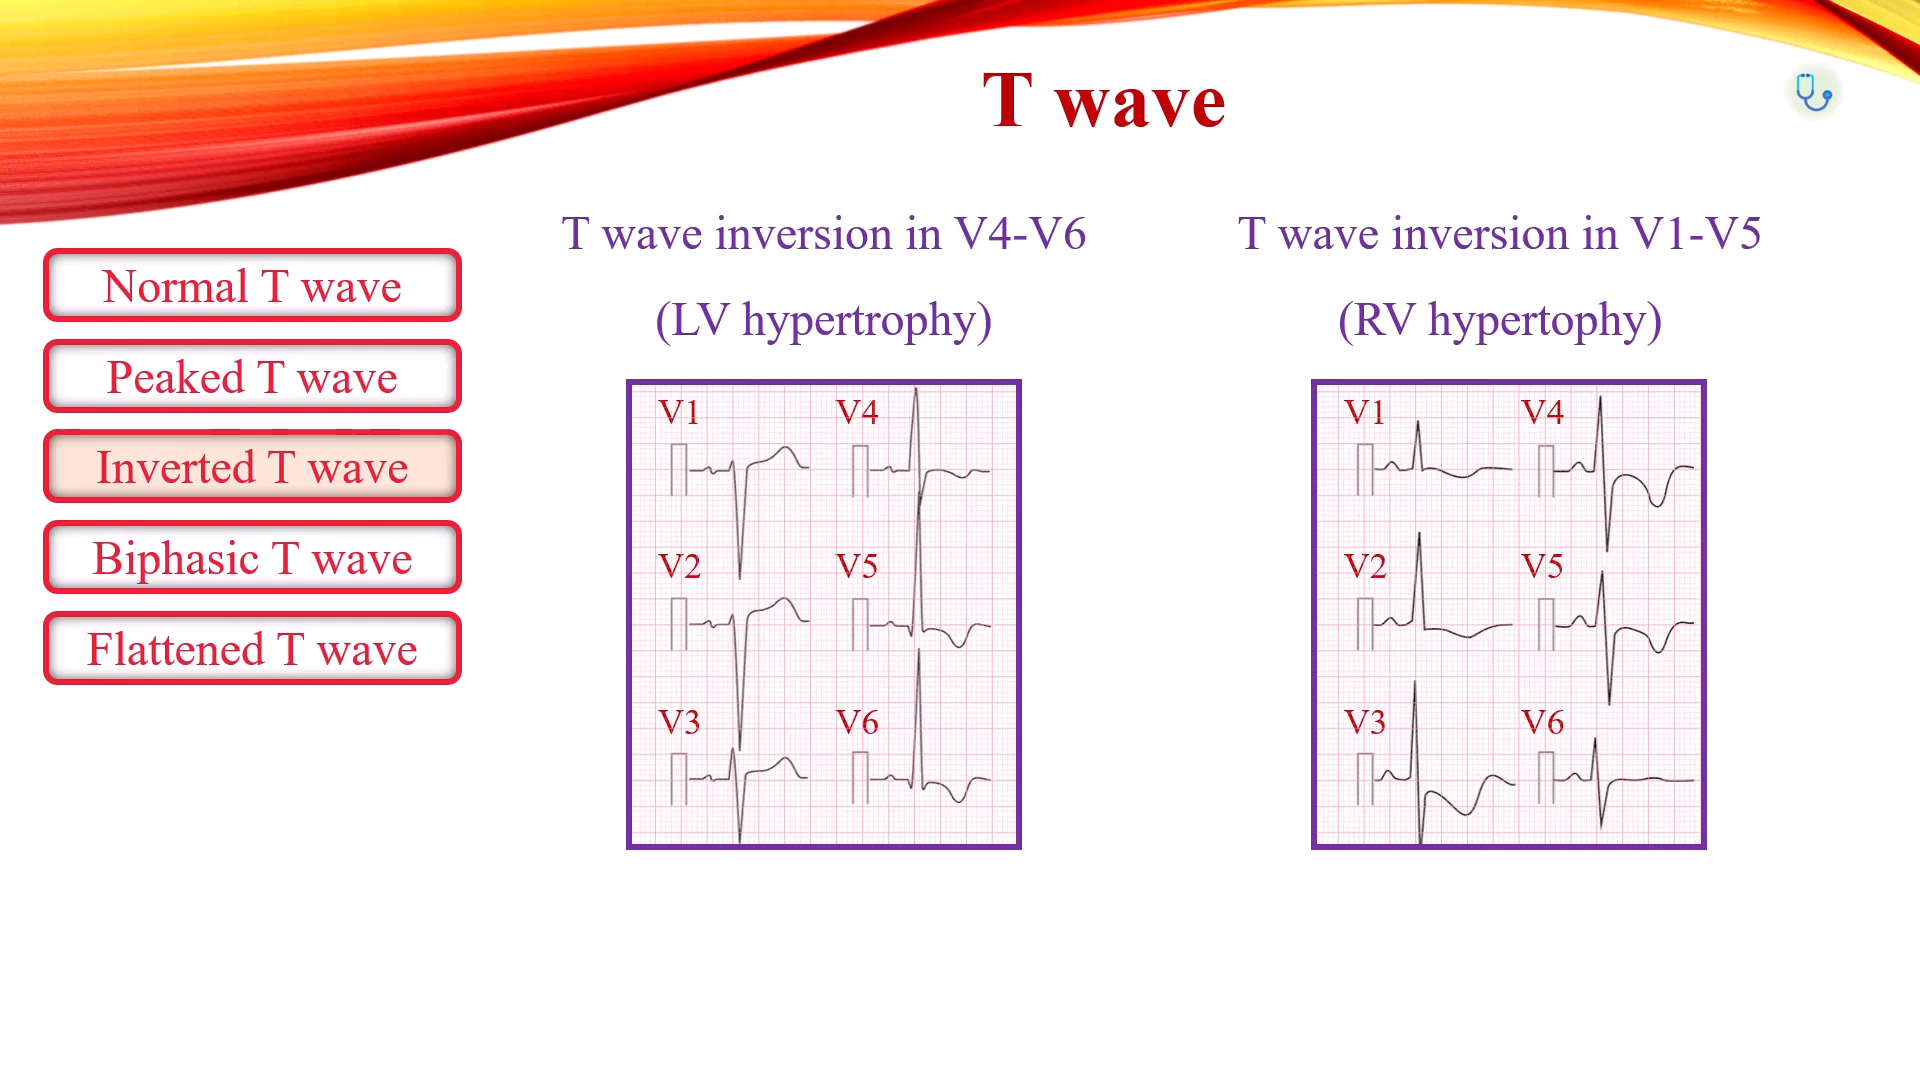 T wave
Normal T wave
Peaked T wave
Inverted T wave
Biphasic T wave
Flattened T wave
T wave inversion in V4-V6
(LV hypertrophy)
V1
V4
V2
V5
V3
V6
T wave inversion in V1-V5
(RV hypertophy)
V1
V4
V2
V5
V3
V6